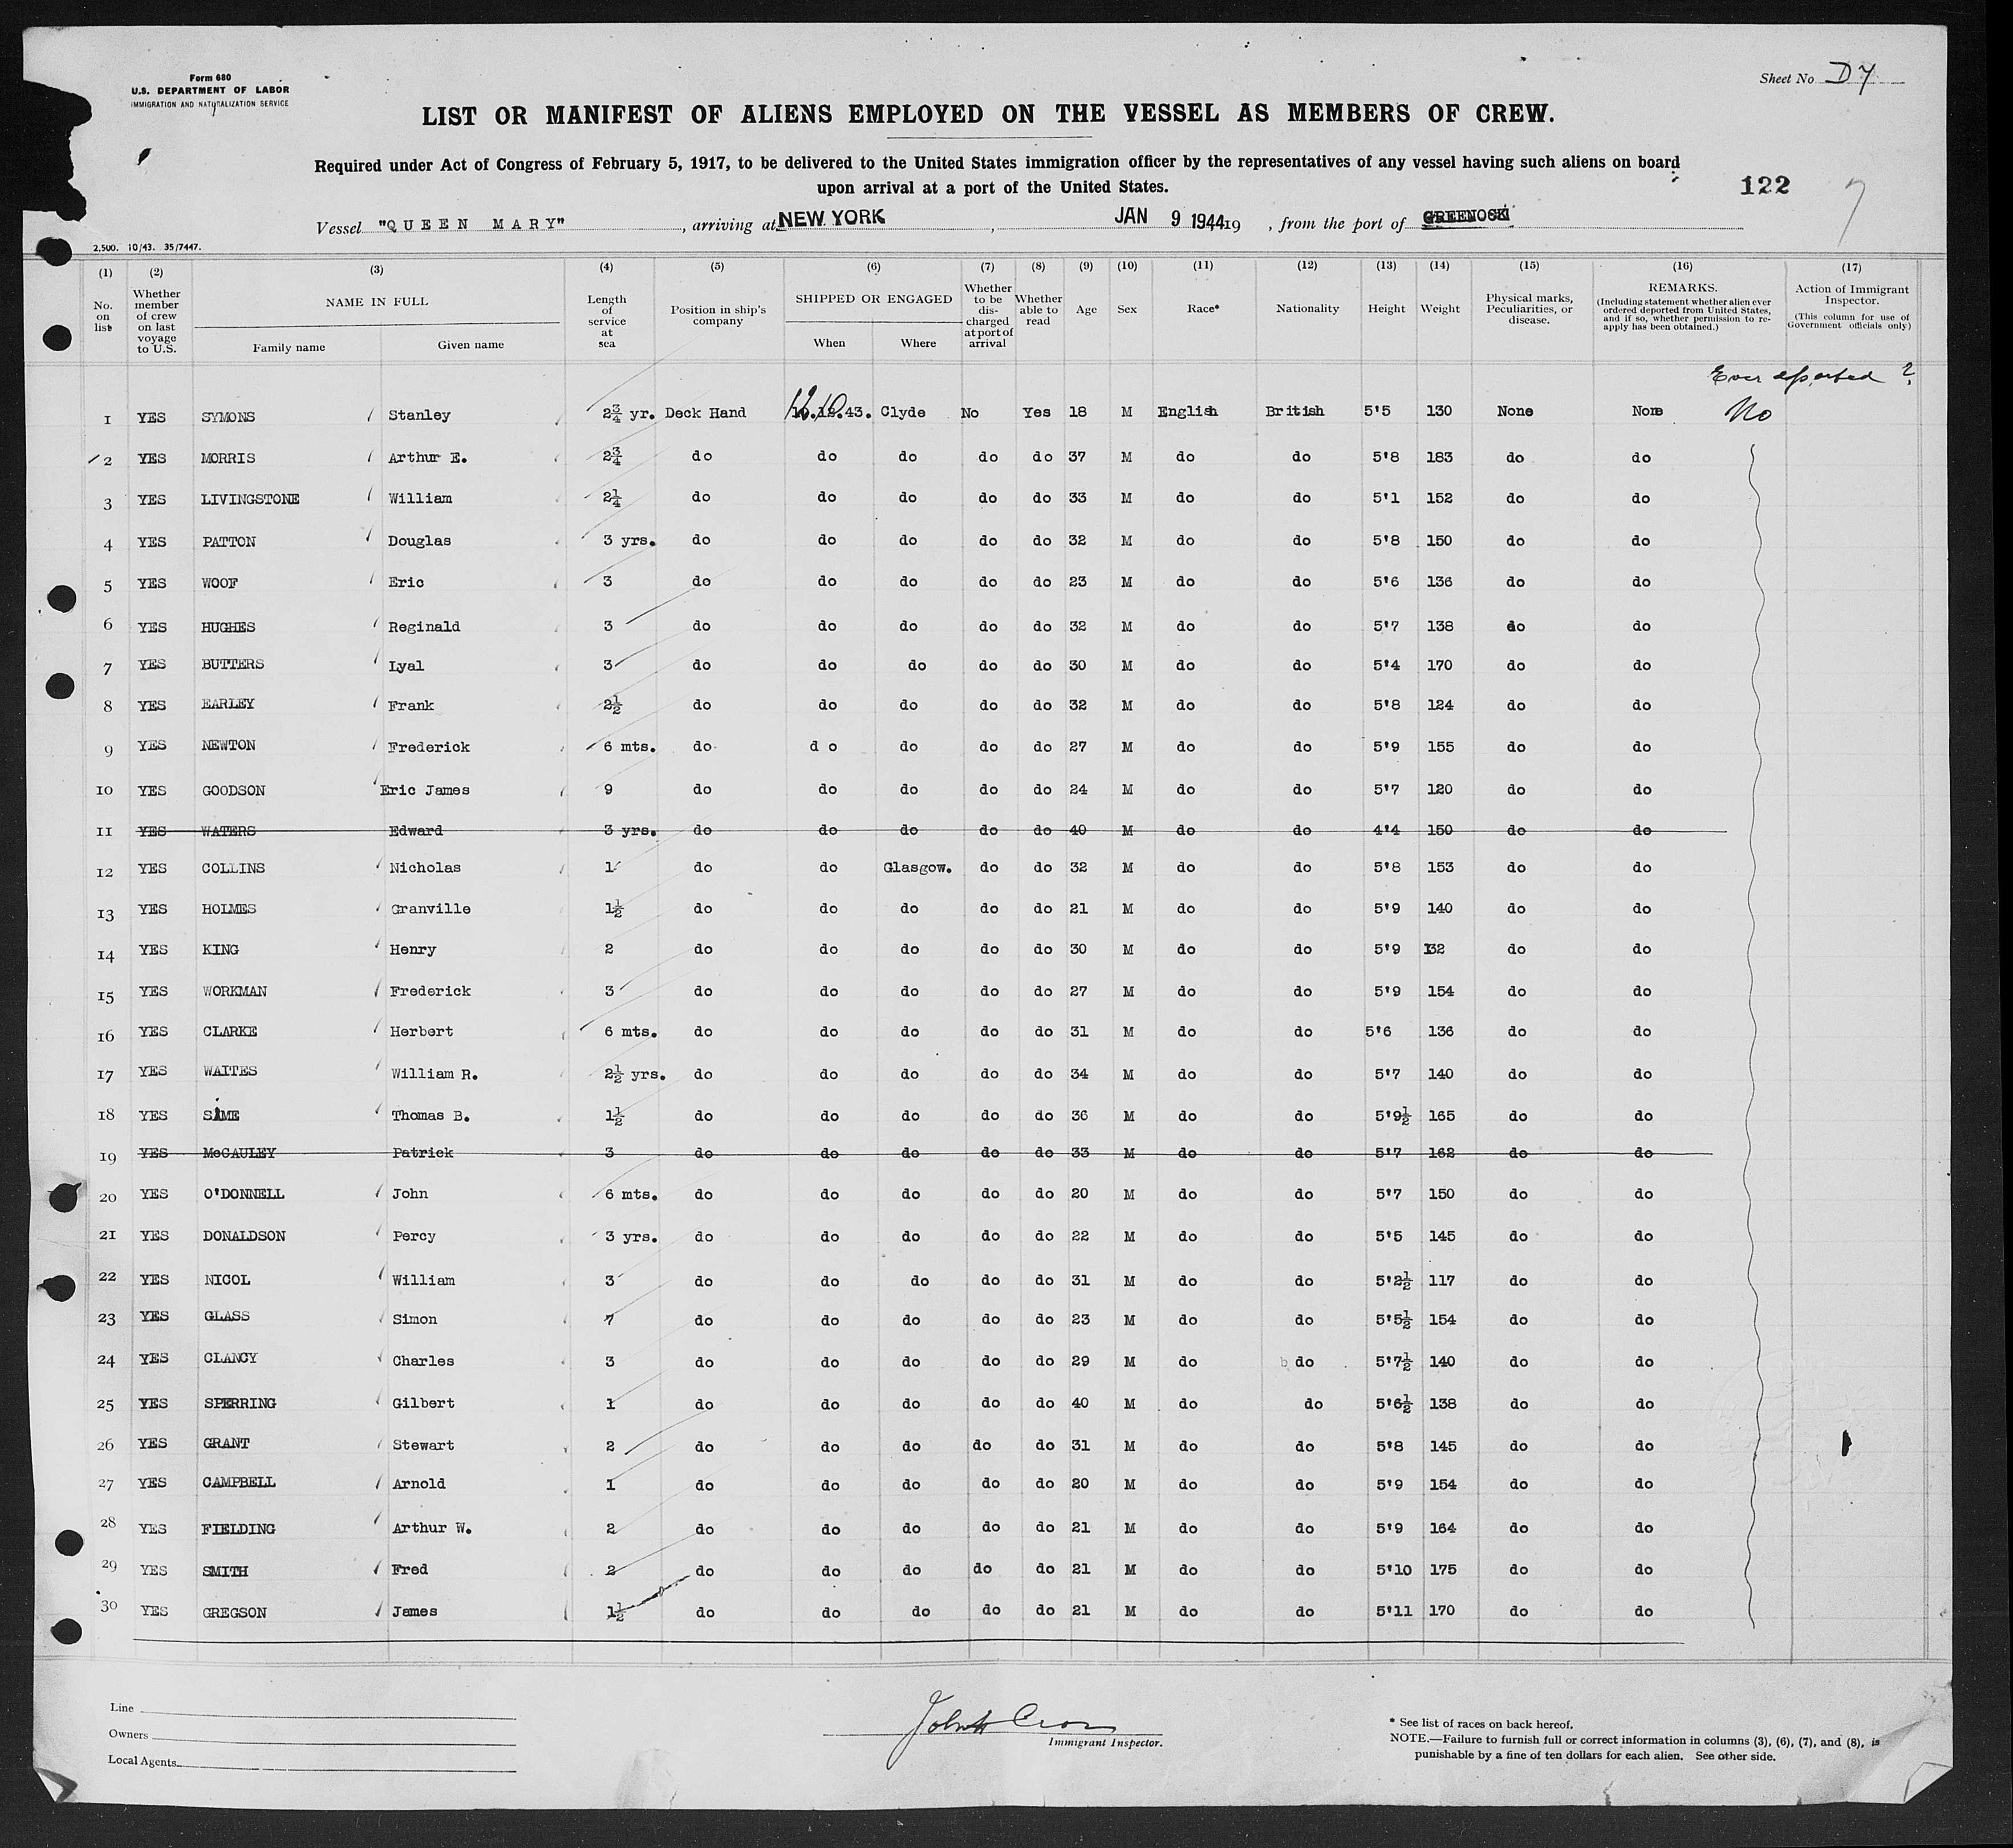 Form 680
U.S. DEPARTMENT OF LABOR
IMMIGRATION AND NATURALIZATION SERVICE
Sheet No. D 7
LIST OR MANIFEST OF ALIENS EMPLOYED ON THE VESSEL AS MEMBERS OF CREW.
Required under Act of Congress of February 5, 1917, to be delivered to the United States immigration officer by the representatives of any vessel having such aliens on board
upon arrival at a port of the United States.
122 7
Vessel "QUEEN MARY", arriving at NEW YORK, JAN 9 1944 19, from the port of GREENOCK
2,500. 10/43. 35/7447.
(1) (2) (3) (4) (5) (6) (7) (8) (9) (10) (11) (12) (13) (14) (15) (16) (17)
No. on list
Whether member of crew on last voyage to U.S.
NAME IN FULL
Family name Given name
Length of service at sea
Position in ship's company
SHIPPED OR ENGAGED
When Where
Whether to be discharged at port of arrival
Whether able to read
Age
Sex
Race*
Nationality
Height
Weight
Physical marks, Peculiarities, or disease.
REMARKS.
(Including statement whether alien ever ordered deported from United States, and if so, whether permission to re-apply has been obtained.)
Action of Immigrant Inspector.
(This column for use of Government officials only)
Ever deported ?
1 YES SYMONS Stanley 2¾ yr. Deck Hand .43. Clyde No Yes 18 M English British 5'5 130 None None No
2 YES MORRIS Arthur E. 2¾ do do do do do 37 M do do 5'8 183 do do
3 YES LIVINGSTONE William 2¼ do do do do do 33 M do do 5'1 152 do do
4 YES PATTON Douglas 3 yrs. do do do do do 32 M do do 5'8 150 do do
5 YES WOOF Eric 3 do do do do do 23 M do do 5'6 136 do do
6 YES HUGHES Reginald 3 do do do do do 32 M do do 5'7 138 do do
7 YES BUTTERS Lyal 3 do do do do do 30 M do do 5'4 170 do do
8 YES EARLEY Frank 2½ do do do do do 32 M do do 5'8 124 do do
9 YES NEWTON Frederick 6 mts. do d o do do do 27 M do do 5'9 155 do do
10 YES GOODSON Eric James 9 do do do do do 24 M do do 5'7 120 do do
11 YES WATERS Edward 3 yrs. do do do do do 40 M do do 4'4 150 do do
12 YES COLLINS Nicholas 1 do do Glasgow. do do 32 M do do 5'8 153 do do
13 YES HOLMES Granville 1½ do do do do do 21 M do do 5'9 140 do do
14 YES KING Henry 2 do do do do do 30 M do do 5'9 132 do do
15 YES WORKMAN Frederick 3 do do do do do 27 M do do 5'9 154 do do
16 YES CLARKE Herbert 6 mts. do do do do do 31 M do do 5'6 136 do do
17 YES WAITES William R. 2½ yrs. do do do do do 34 M do do 5'7 140 do do
18 YES SIME Thomas B. 1½ do do do do do 36 M do do 5'9½ 165 do do
19 YES McCAULEY Patrick 3 do do do do do 33 M do do 5'7 162 do do
20 YES O'DONNELL John 6 mts. do do do do do 20 M do do 5'7 150 do do
21 YES DONALDSON Percy 3 yrs. do do do do do 22 M do do 5'5 145 do do
22 YES NICOL William 3 do do do do do 31 M do do 5'2½ 117 do do
23 YES GLASS Simon 7 do do do do do 23 M do do 5'5½ 154 do do
24 YES CLANCY Charles 3 do do do do do 29 M do do 5'7½ 140 do do
25 YES SPERRING Gilbert 1 do do do do do 40 M do do 5'6½ 138 do do
26 YES GRANT Stewart 2 do do do do do 31 M do do 5'8 145 do do
27 YES CAMPBELL Arnold 1 do do do do do 20 M do do 5'9 154 do do
28 YES FIELDING Arthur W. 2 do do do do do 21 M do do 5'9 164 do do
29 YES SMITH Fred 2 do do do do do 21 M do do 5'10 175 do do
30 YES GREGSON James 1½ do do do do do 21 M do do 5'11 170 do do
Line
Owners
Local Agents
John Cross
Immigrant Inspector.
* See list of races on back hereof.
NOTE.—Failure to furnish full or correct information in columns (3), (6), (7), and (8), is
punishable by a fine of ten dollars for each alien. See other side.